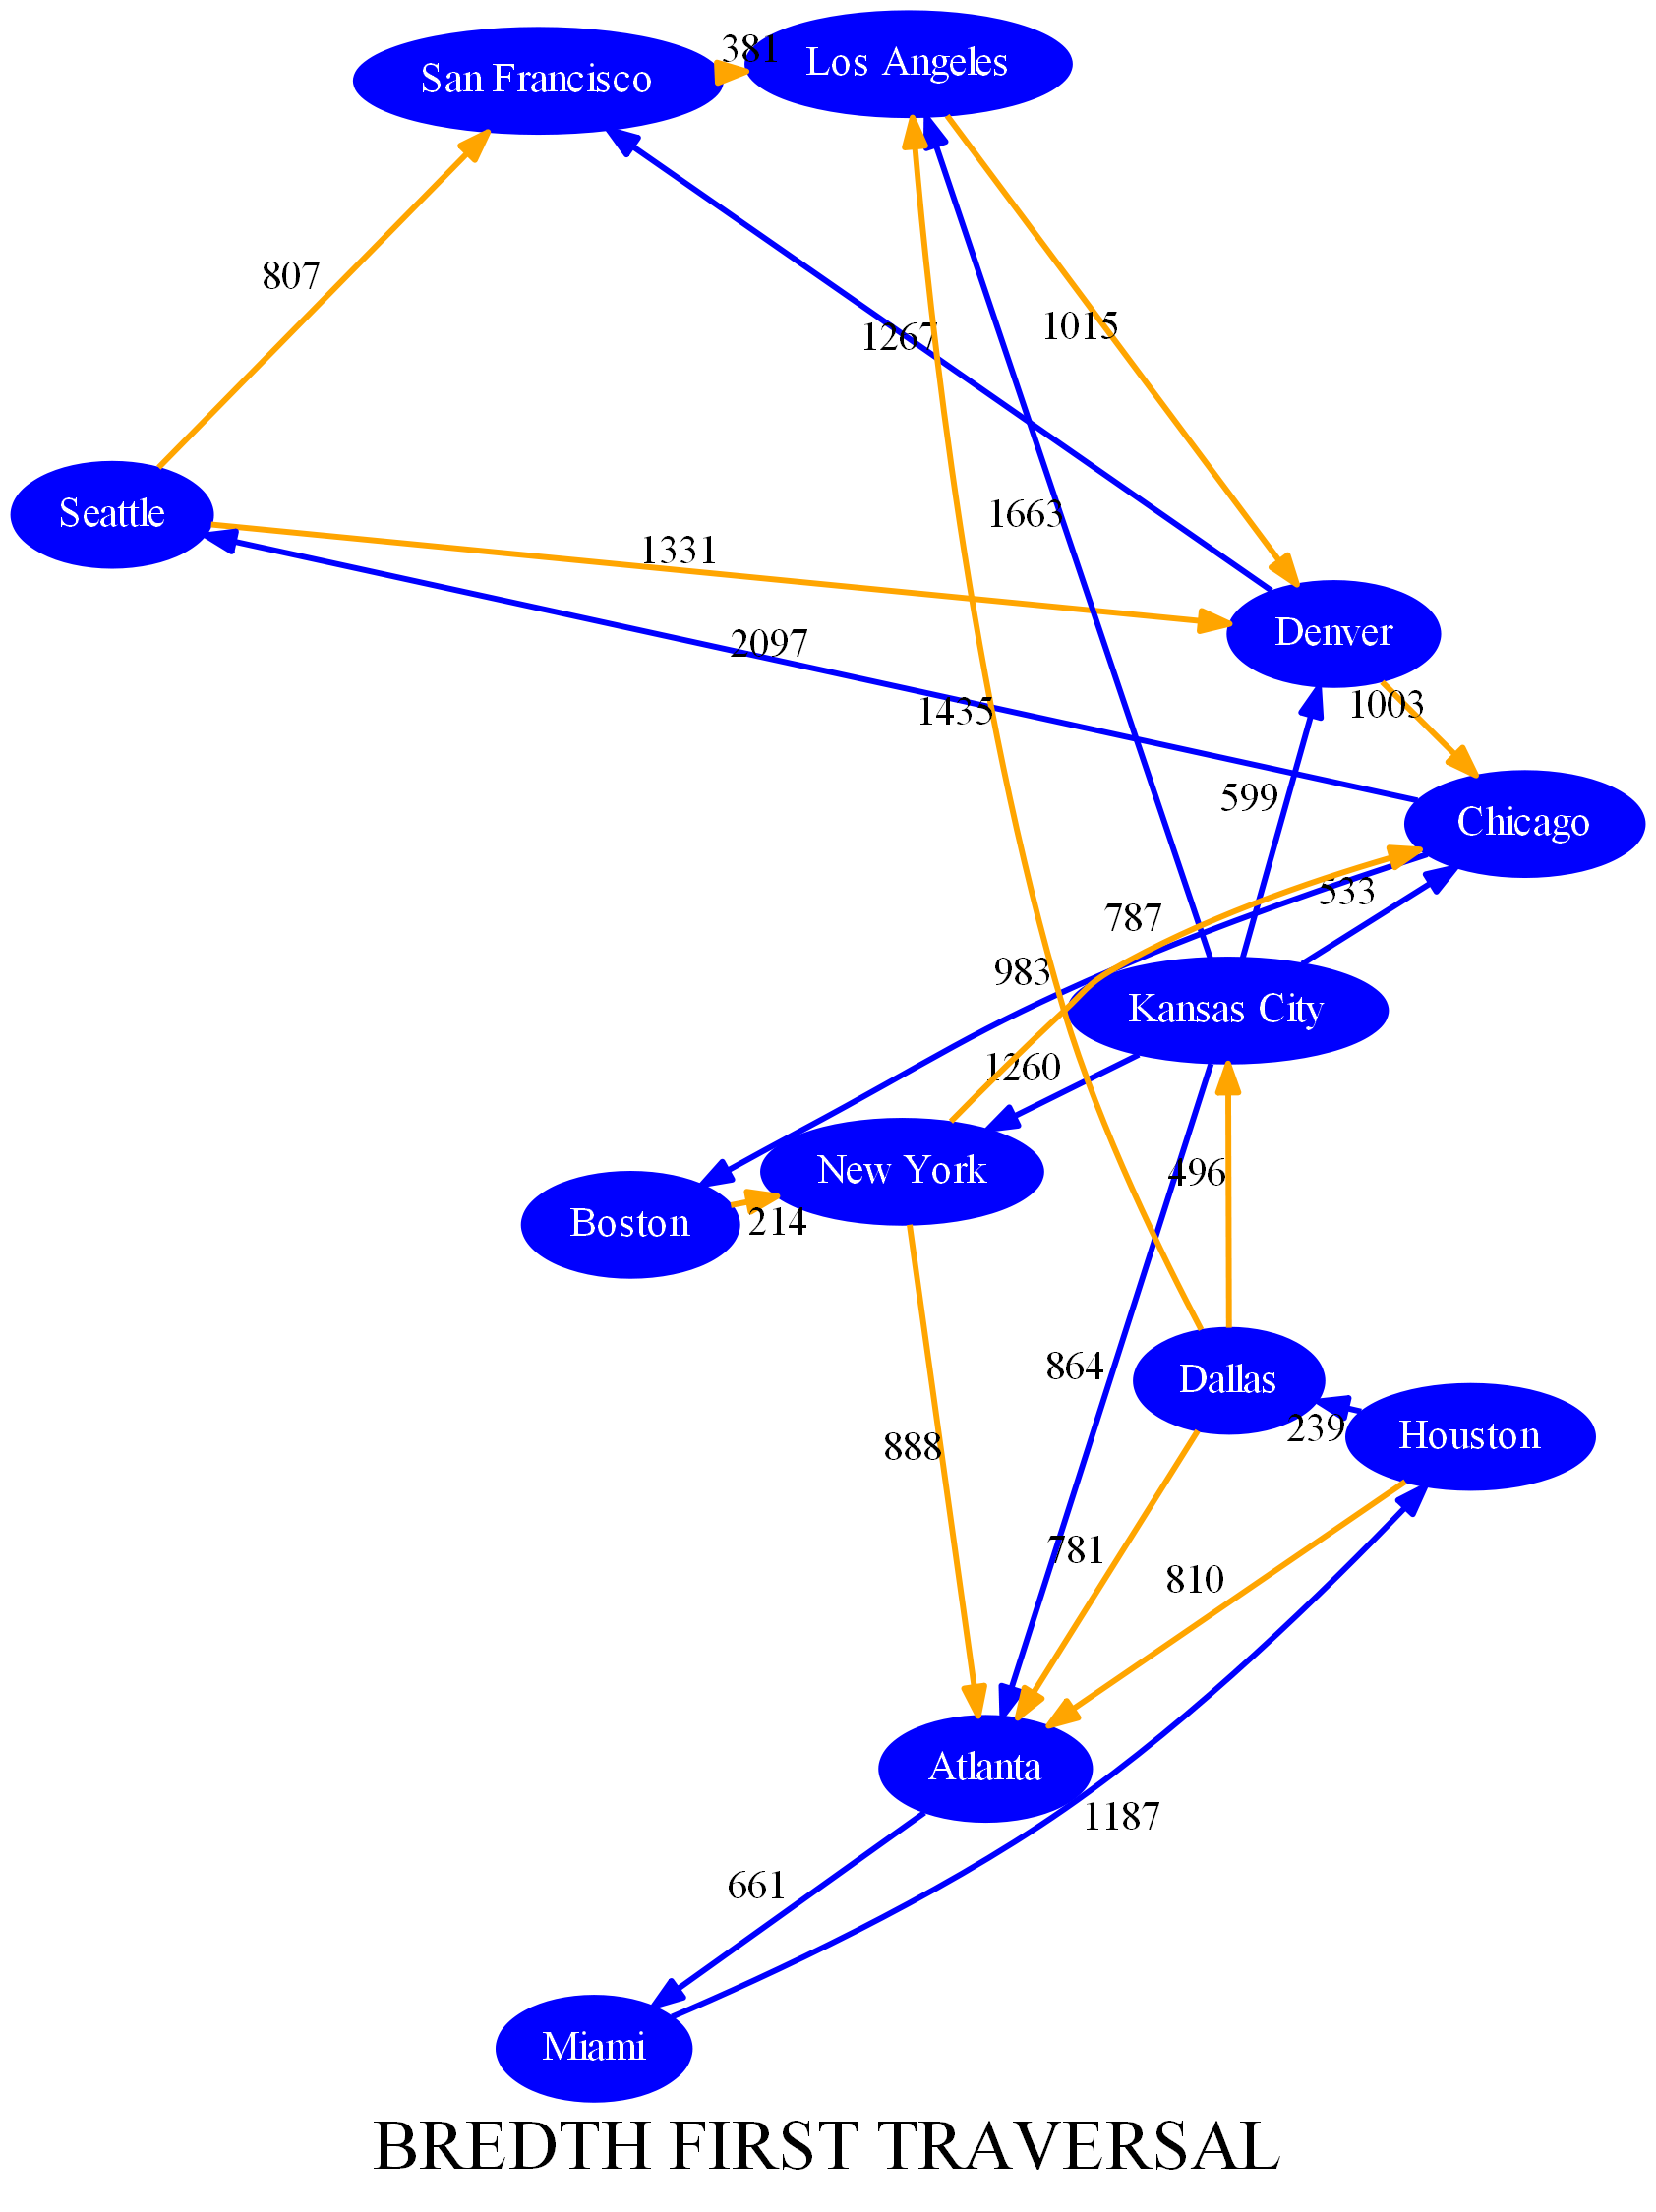 381
Los Angeles
San Francisco
807
1267
1015
1663
Seattle
1331
Denver
2097
1003
1435
599
Chicago
533
787
983
Kansas City
1260
New York
496
Boston
214
864
Dallas
239
Houston
888
781
810
Atlanta
1187
661
Miami
BREDTH FIRST TRAVERSAL